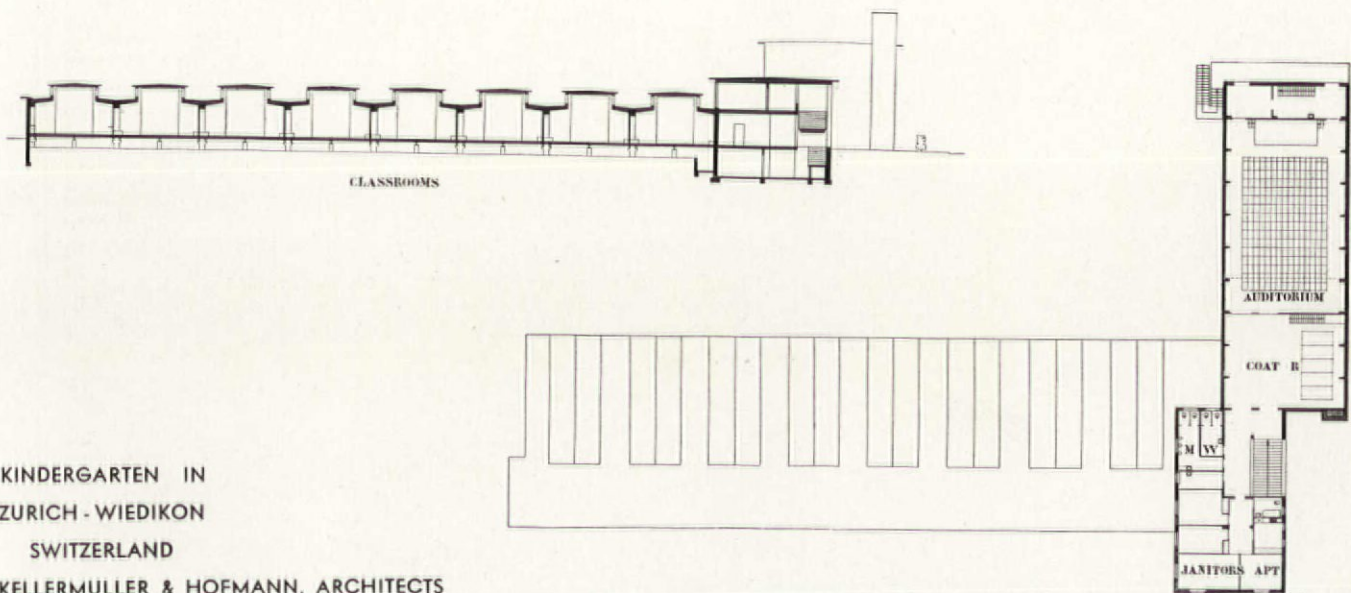 CLASSROOMS
AUDITORIUM
COAT R
M W
JANITORS APT
KINDERGARTEN IN
ZURICH - WIEDIKON
SWITZERLAND
KELLERMULLER & HOFMANN, ARCHITECTS